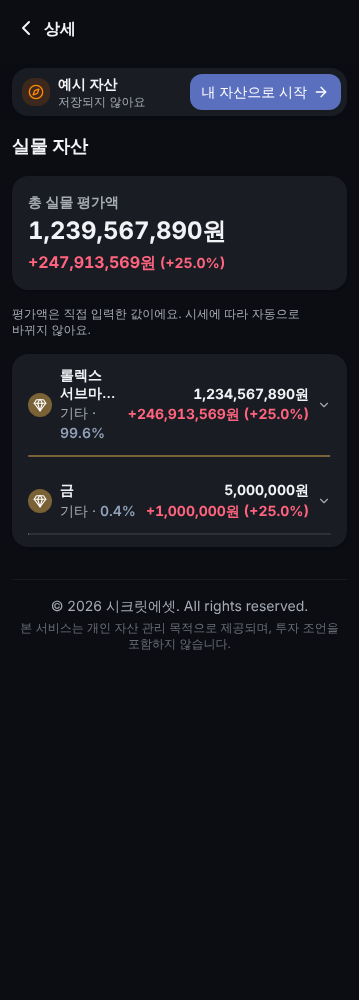 상세
예시 자산
저장되지 않아요
내 자산으로 시작
실물 자산
총 실물 평가액
1,239,567,890원
+247,913,569원 (+25.0%)
평가액은 직접 입력한 값이에요. 시세에 따라 자동으로
바뀌지 않아요.
롤렉스
서브마...
기타 ·
99.6%
1,234,567,890원
+246,913,569원 (+25.0%)
금
기타 · 0.4%
5,000,000원
+1,000,000원 (+25.0%)
© 2026 시크릿에셋. All rights reserved.
본 서비스는 개인 자산 관리 목적으로 제공되며, 투자 조언을
포함하지 않습니다.